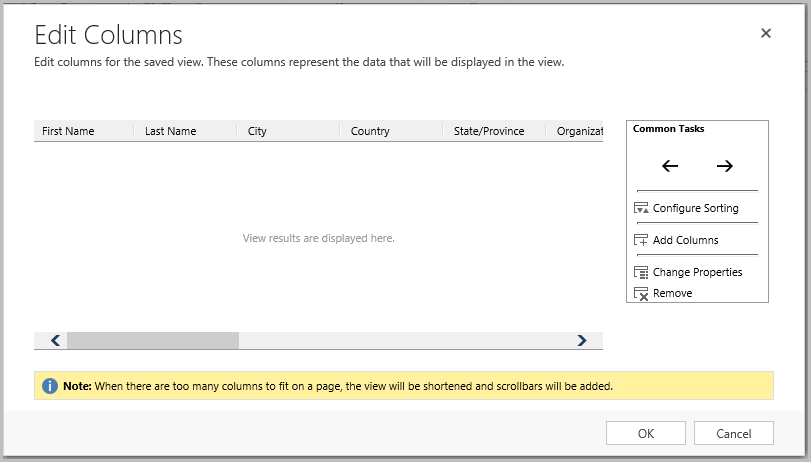 Edit Columns
Edit columns for the saved view. These columns represent the data that will be displayed in the view.
First Name Last Name City Country State/Province Organizat
View results are displayed here.
Common Tasks
Configure Sorting
Add Columns
Change Properties
Remove
Note: When there are too many columns to fit on a page, the view will be shortened and scrollbars will be added.
OK Cancel